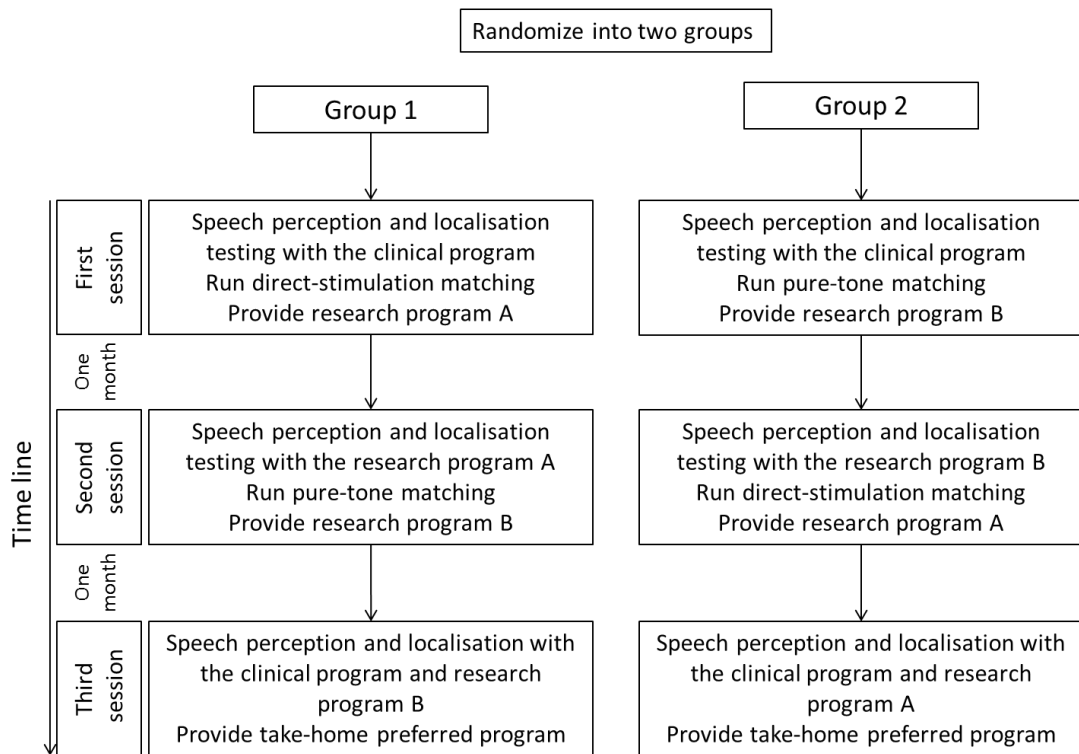 Randomize into two groups
Group 1
Group 2
Time line
First
session
Speech perception and localisation
testing with the clinical program
Run direct-stimulation matching
Provide research program A
Speech perception and localisation
testing with the clinical program
Run pure-tone matching
Provide research program B
One
month
Second
session
Speech perception and localisation
testing with the research program A
Run pure-tone matching
Provide research program B
Speech perception and localisation
testing with the research program B
Run direct-stimulation matching
Provide research program A
One
month
Third
session
Speech perception and localisation with
the clinical program and research
program B
Provide take-home preferred program
Speech perception and localisation with
the clinical program and research
program A
Provide take-home preferred program